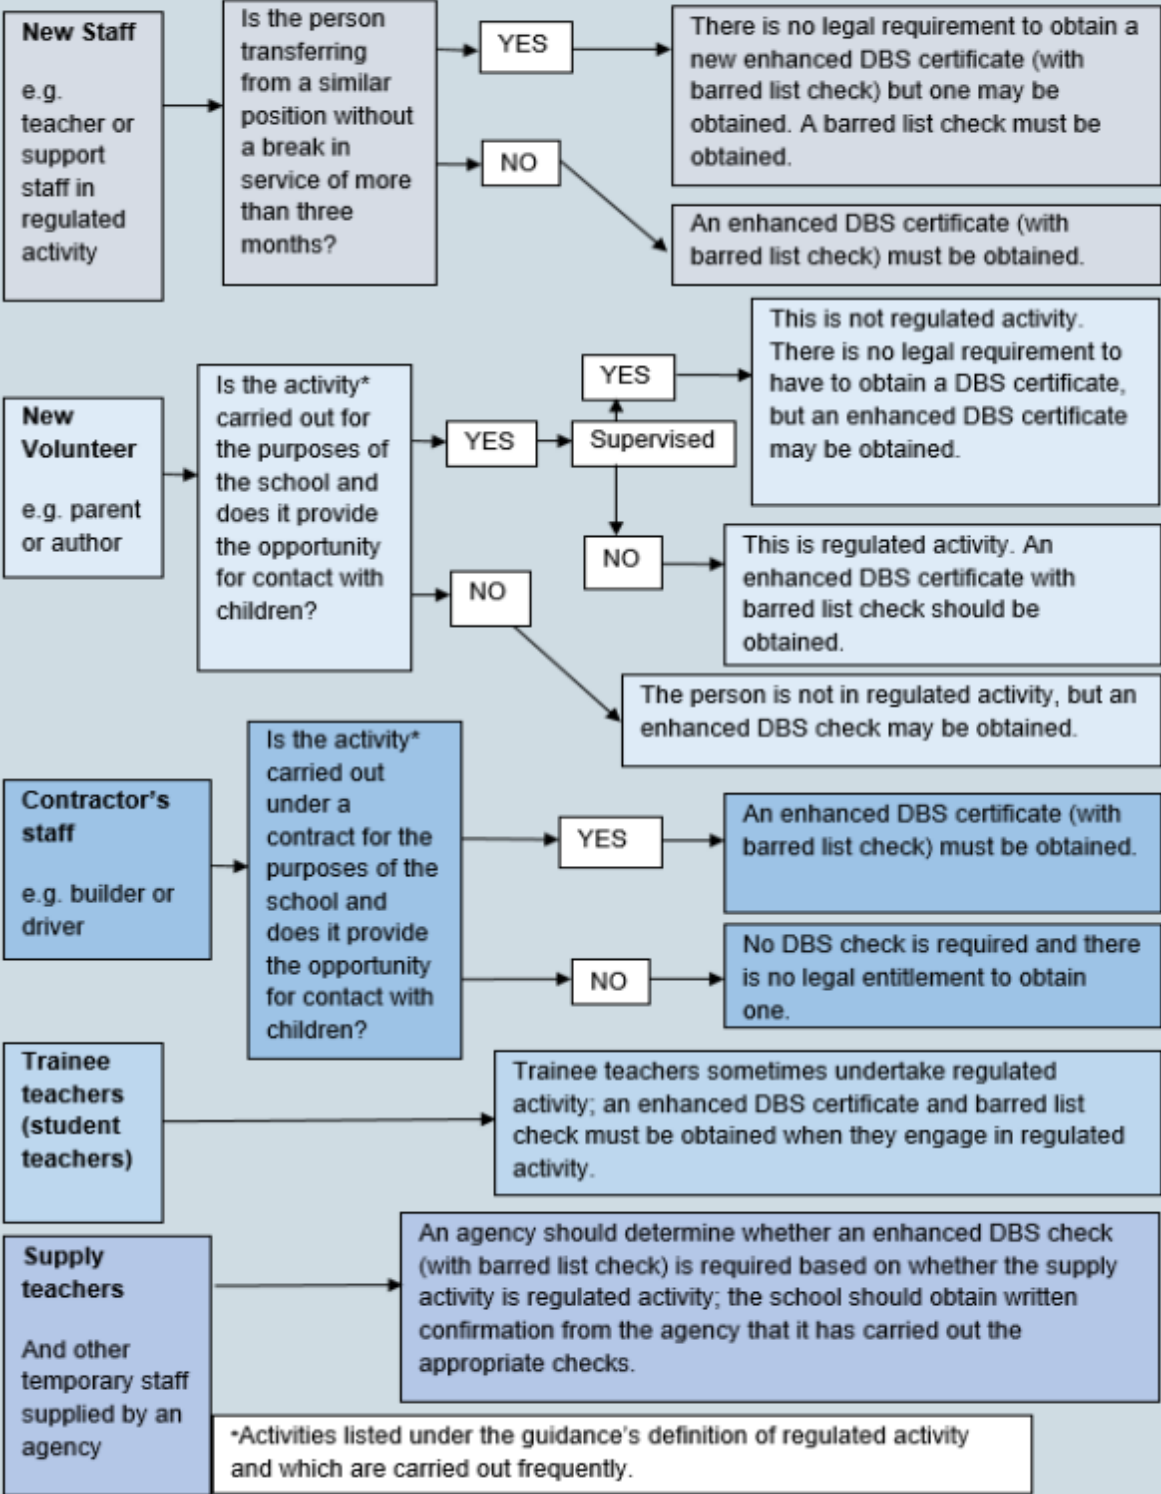 New Staff
e.g.
teacher or
support
staff in
regulated
activity
Is the person
transferring
from a similar
position without
a break in
service of more
than three
months?
YES
There is no legal requirement to obtain a
new enhanced DBS certificate (with
barred list check) but one may be
obtained. A barred list check must be
obtained.
NO
An enhanced DBS certificate (with
barred list check) must be obtained.
New
Volunteer
e.g. parent
or author
Is the activity*
carried out for
the purposes of
the school and
does it provide
the opportunity
for contact with
children?
YES
Supervised
YES
This is not regulated activity.
There is no legal requirement to
have to obtain a DBS certificate,
but an enhanced DBS certificate
may be obtained.
NO
This is regulated activity. An
enhanced DBS certificate with
barred list check should be
obtained.
NO
The person is not in regulated activity, but an
enhanced DBS check may be obtained.
Contractor's
staff
e.g. builder or
driver
Is the activity*
carried out
under a
contract for the
purposes of the
school and
does it provide
the opportunity
for contact with
children?
YES
An enhanced DBS certificate (with
barred list check) must be obtained.
NO
No DBS check is required and there
is no legal entitlement to obtain
one.
Trainee
teachers
(student
teachers)
Trainee teachers sometimes undertake regulated
activity; an enhanced DBS certificate and barred list
check must be obtained when they engage in regulated
activity.
Supply
teachers
And other
temporary staff
supplied by an
agency
An agency should determine whether an enhanced DBS check
(with barred list check) is required based on whether the supply
activity is regulated activity; the school should obtain written
confirmation from the agency that it has carried out the
appropriate checks.
*Activities listed under the guidance's definition of regulated activity
and which are carried out frequently.